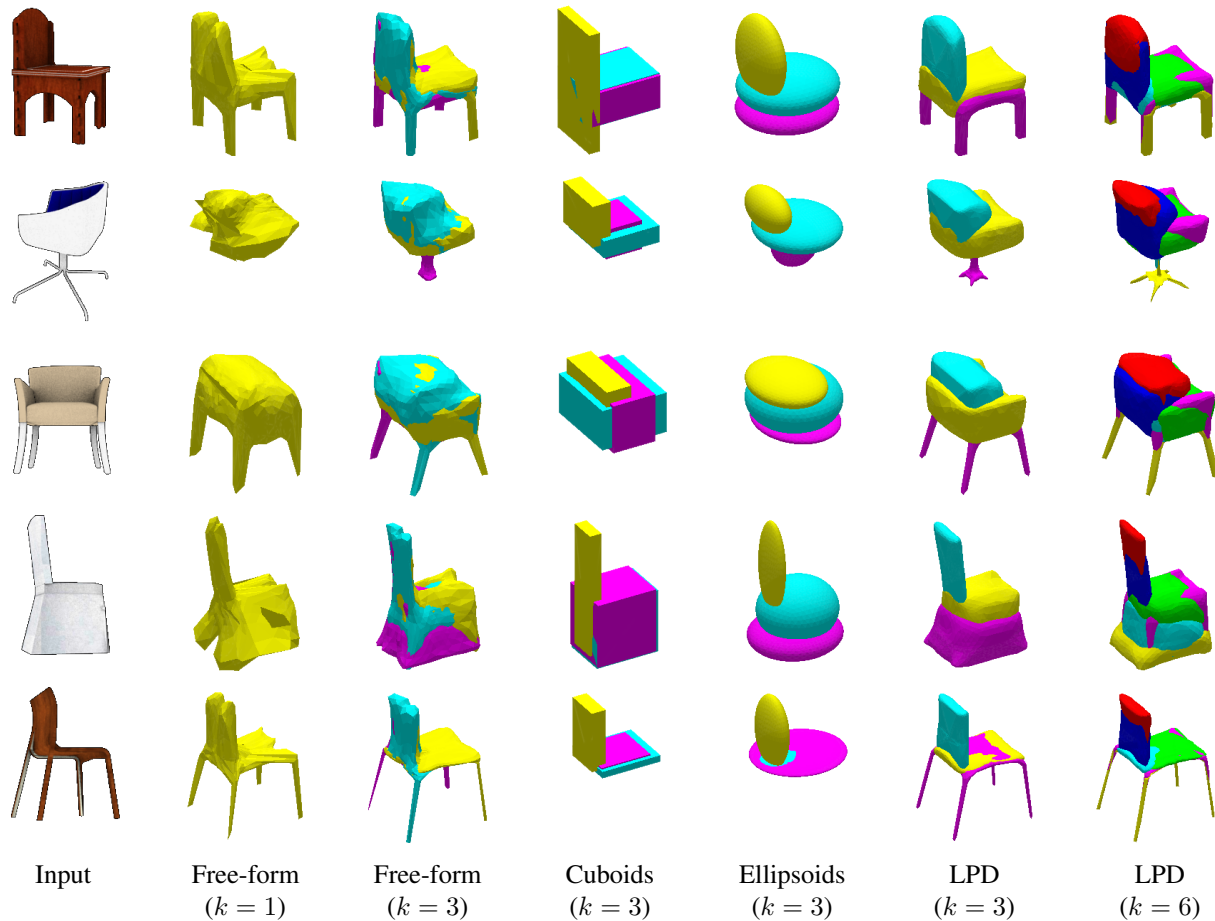 Input Free-form Free-form Cuboids Ellipsoids LPD LPD
(k = 1) (k = 3) (k = 3) (k = 3) (k = 3) (k = 6)